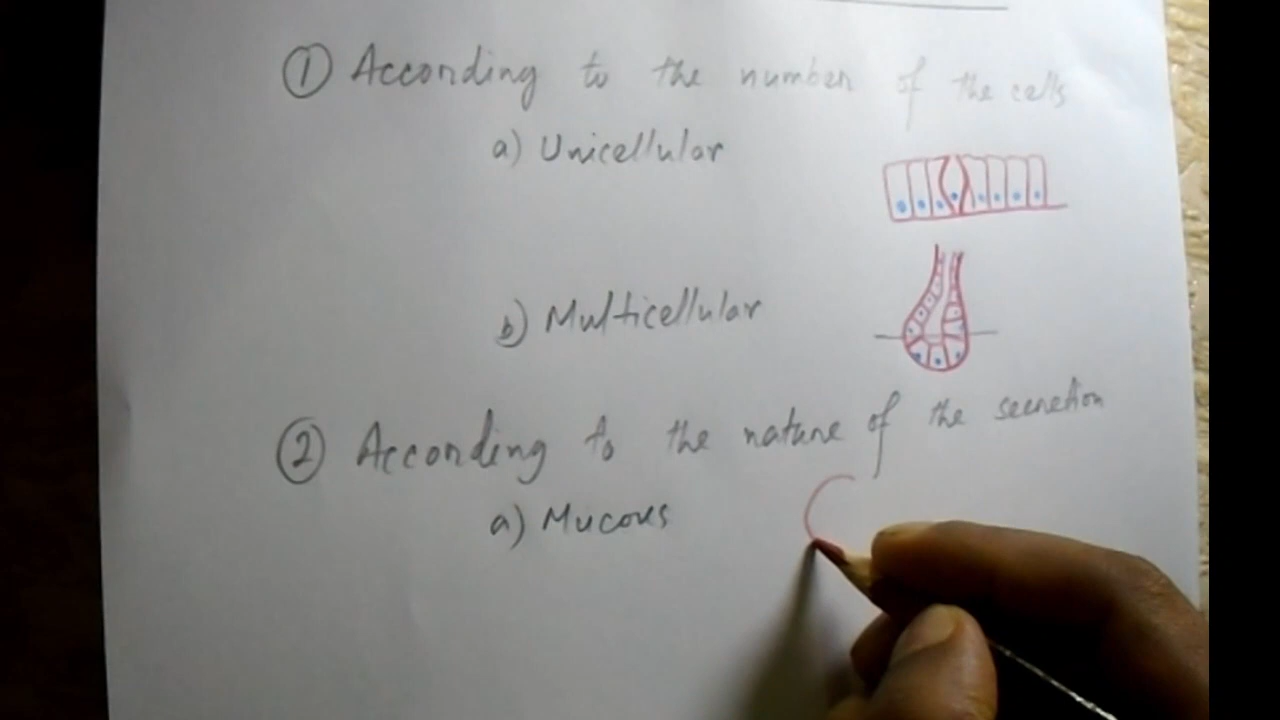 ① According to the number of the cells
a) Unicellular
b) Multicellular
② According to the nature of the secretion
a) Mucous